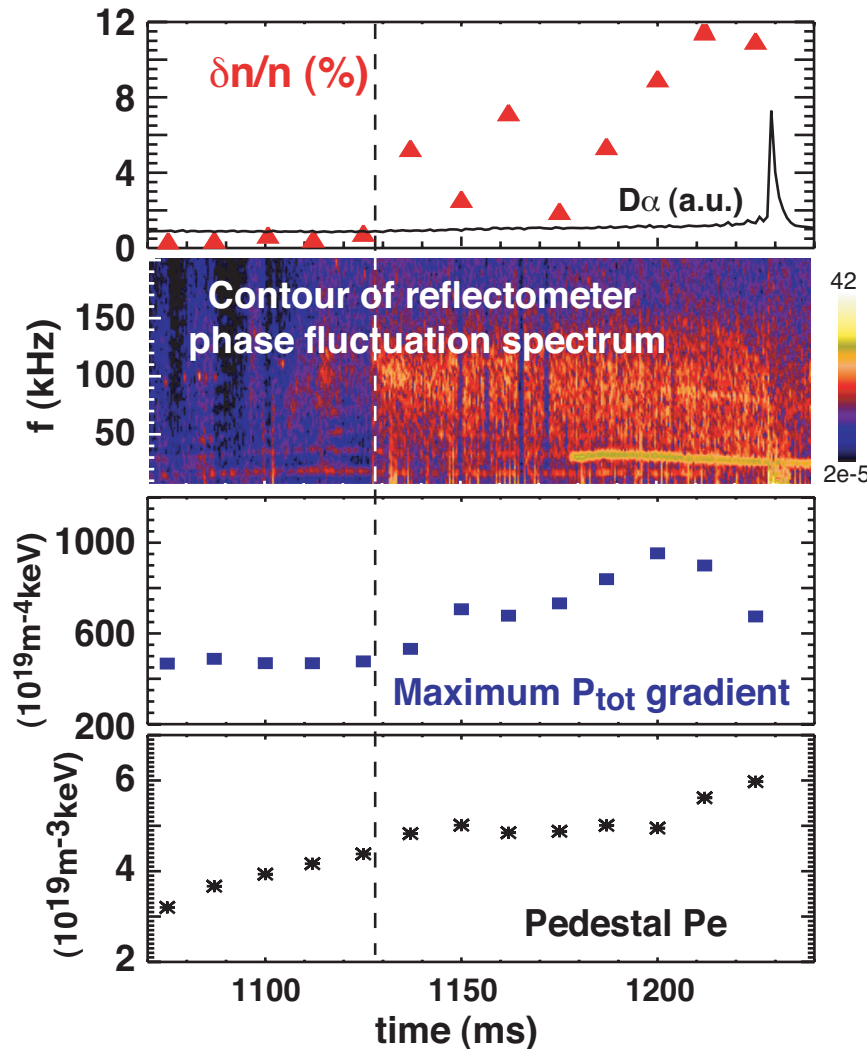 12
δn/n (%)
8
4
Dα (a.u.)
0
Contour of reflectometer
phase fluctuation spectrum
150
100
50
f (kHz)
42
2e-5
1000
600
200
(10¹⁹m-⁴keV)
Maximum Ptot gradient
6
4
2
(10¹⁹m-³keV)
Pedestal Pe
1100 1150 1200
time (ms)